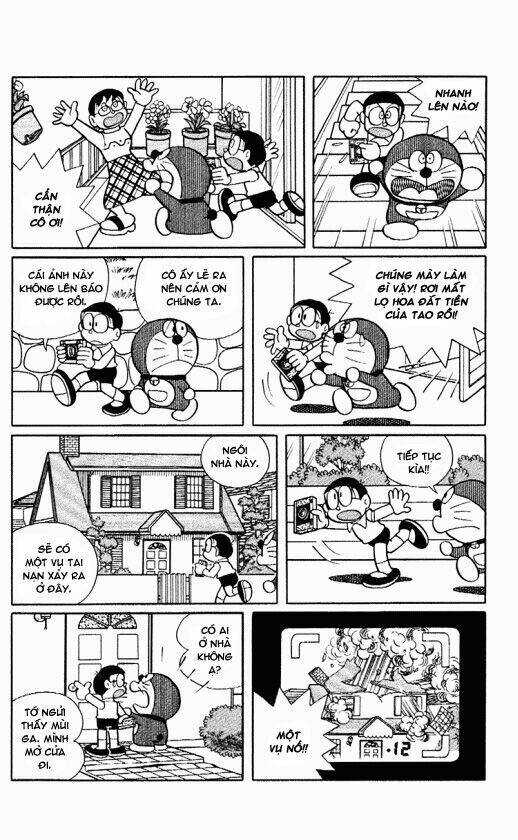 NHANH
LÊN NÀO!
CẨN
THẬN
CÔ ƠI!
CÁI ẢNH NÀY
KHÔNG LÊN BÁO
ĐƯỢC RỒI.
CÔ ẤY LẼ RA
NÊN CẢM ƠN
CHÚNG TA.
CHÚNG MÀY LÀM
GÌ VẬY! RƠI MẤT
LỌ HOA ĐẤT TIỀN
CỦA TAO RỒI!
NGÔI
NHÀ NÀY.
SẼ CÓ
MỘT VỤ TAI
NẠN XẢY RA
Ở ĐÂY.
TIẾP TỤC
KÌA!!
CÓ AI
Ở NHÀ
KHÔNG
Ạ?
TỚ NGỬI
THẤY MÙI
GA. MÌNH
MỞ CỬA
ĐI.
MỘT
VỤ NỔ!!
·12